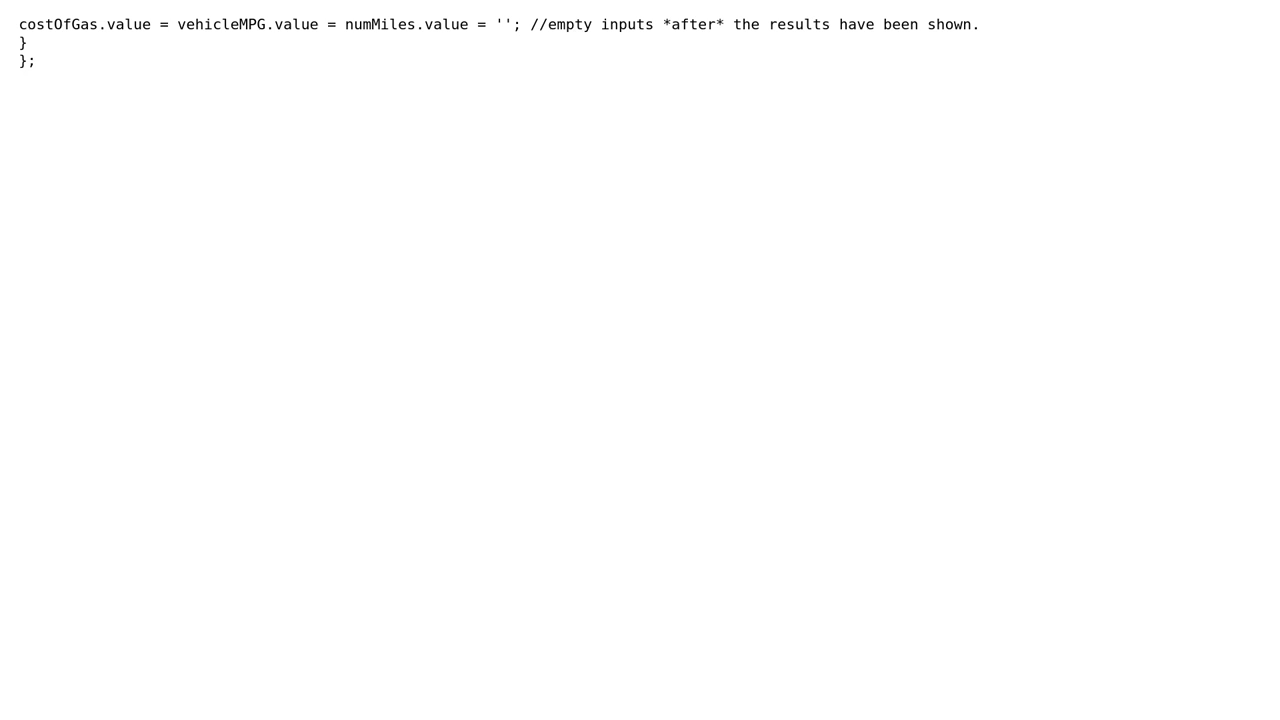 costOfGas.value = vehicleMPG.value = numMiles.value = ''; //empty inputs *after* the results have been shown.
}
};